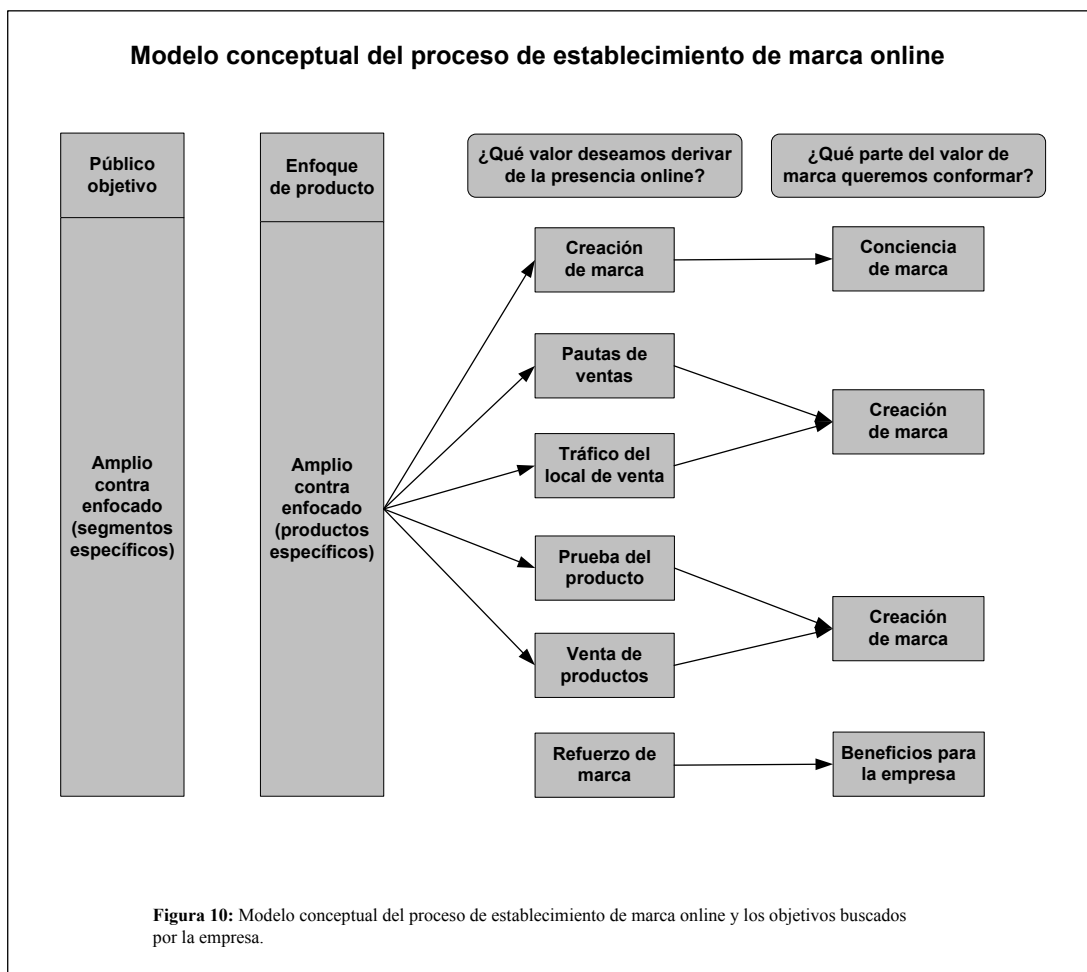 Modelo conceptual del proceso de establecimiento de marca online
Público
objetivo
Amplio
contra
enfocado
(segmentos
específicos)
Enfoque
de producto
Amplio
contra
enfocado
(productos
específicos)
¿Qué valor deseamos derivar
de la presencia online?
Creación
de marca
Pautas de
ventas
Tráfico del
local de venta
Prueba del
producto
Venta de
productos
Refuerzo de
marca
¿Qué parte del valor de
marca queremos conformar?
Conciencia
de marca
Creación
de marca
Creación
de marca
Beneficios para
la empresa
Figura 10: Modelo conceptual del proceso de establecimiento de marca online y los objetivos buscados
por la empresa.